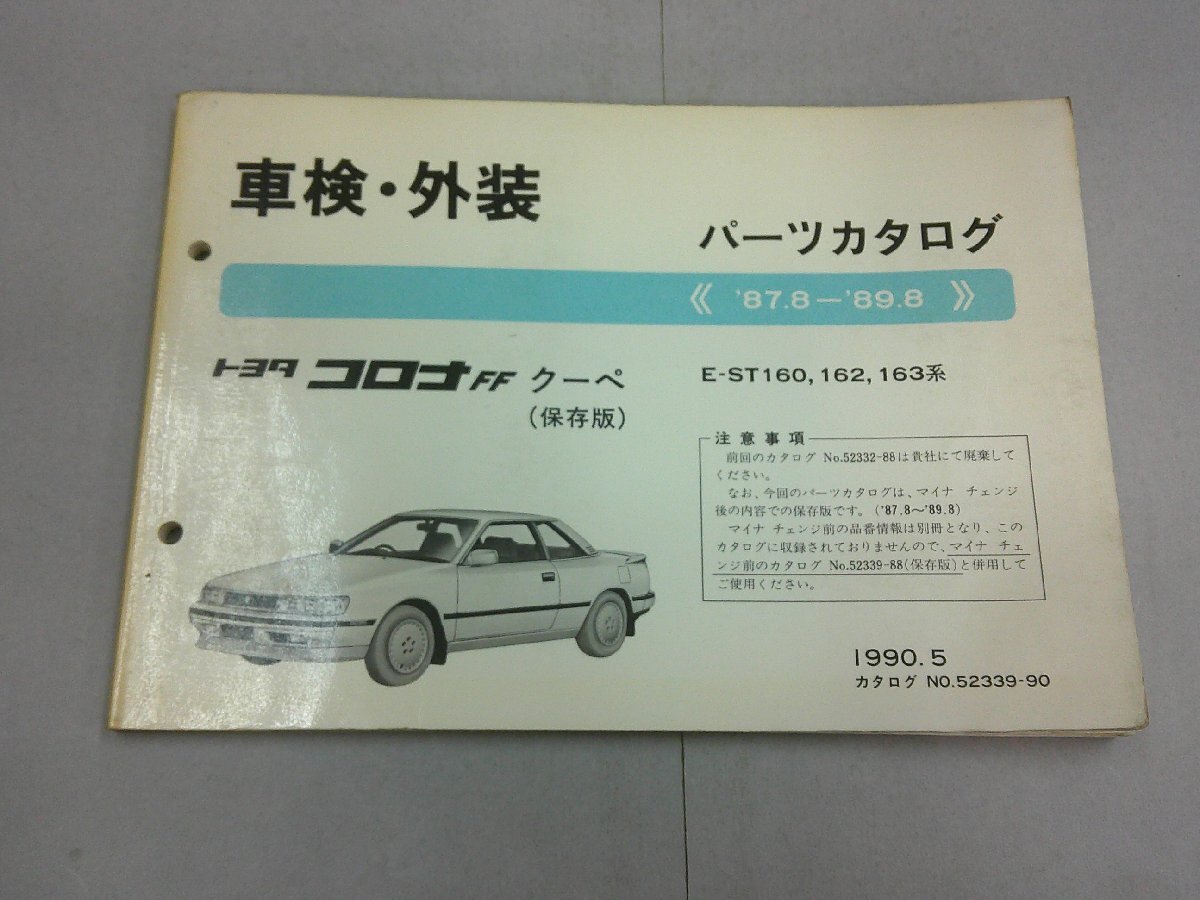 車検・外装
パーツカタログ
《 '87.8－'89.8 》
トヨタ コロナFF クーペ
（保存版）
E-ST160, 162, 163系
注意事項
前回のカタログ No.52332-88は貴社にて廃棄して
ください。
なお、今回のパーツカタログは、マイナ チェンジ
後の内容での保存版です。（'87.8～'89.8）
マイナ チェンジ前の品番情報は別冊となり、この
カタログに収録されておりませんので、マイナ チェ
ンジ前のカタログ No.52339-88（保存版）と併用して
ご使用ください。
1990.5
カタログ NO.52339-90